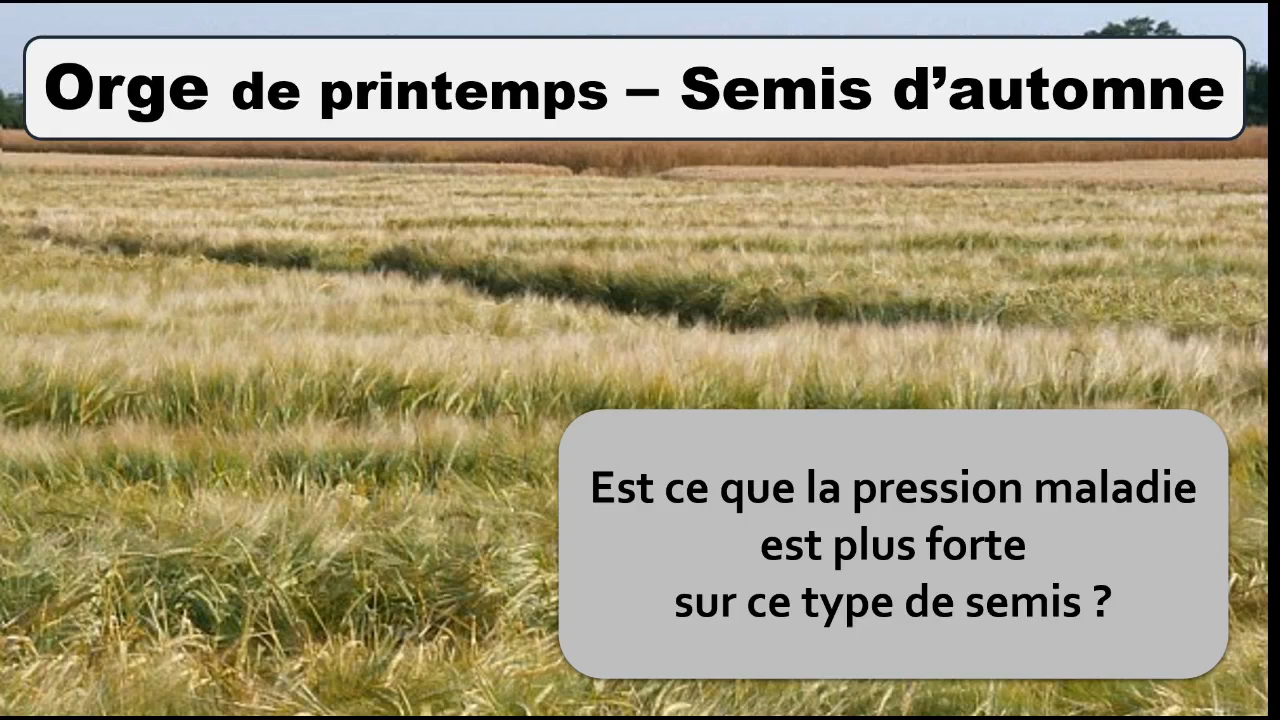 Orge de printemps – Semis d’automne
Est ce que la pression maladie
est plus forte
sur ce type de semis ?